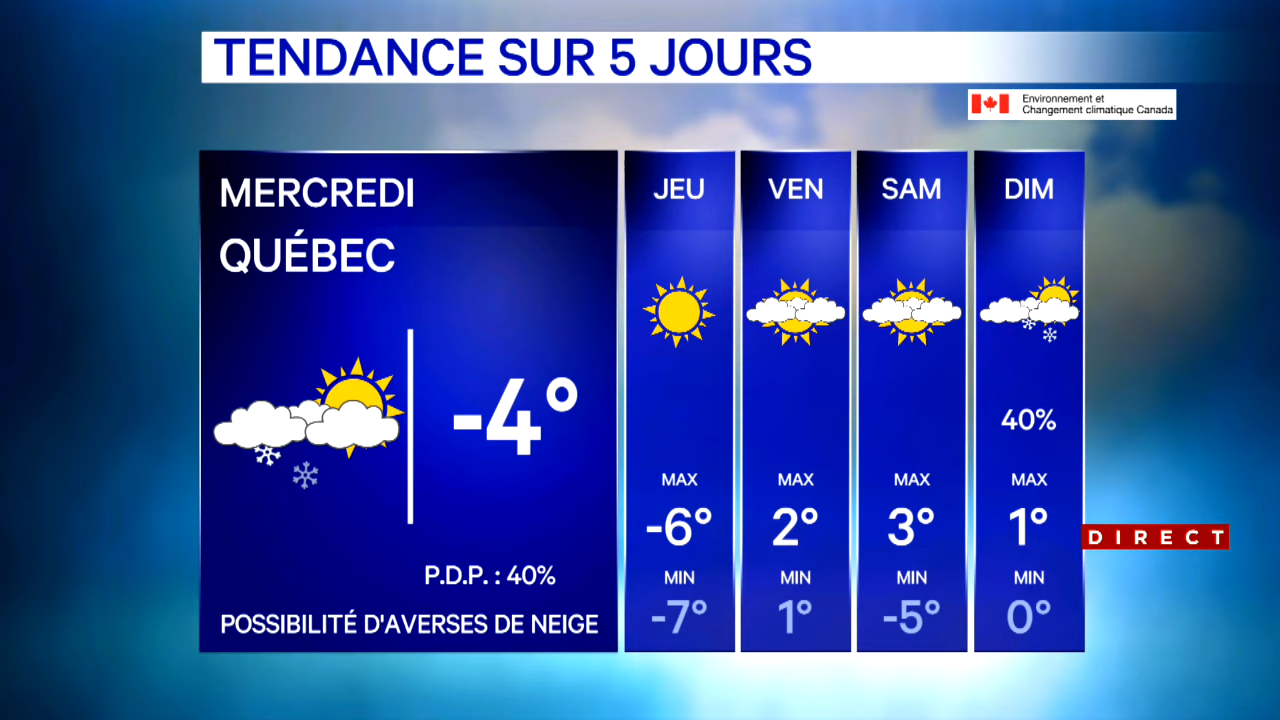 TENDANCE SUR 5 JOURS
Environnement et
Changement climatique Canada
MERCREDI
QUÉBEC
-4°
P.D.P. : 40%
POSSIBILITÉ D'AVERSES DE NEIGE
JEU
MAX
-6°
MIN
-7°
VEN
MAX
2°
MIN
1°
SAM
MAX
3°
MIN
-5°
DIM
40%
MAX
1°
MIN
0°
DIRECT